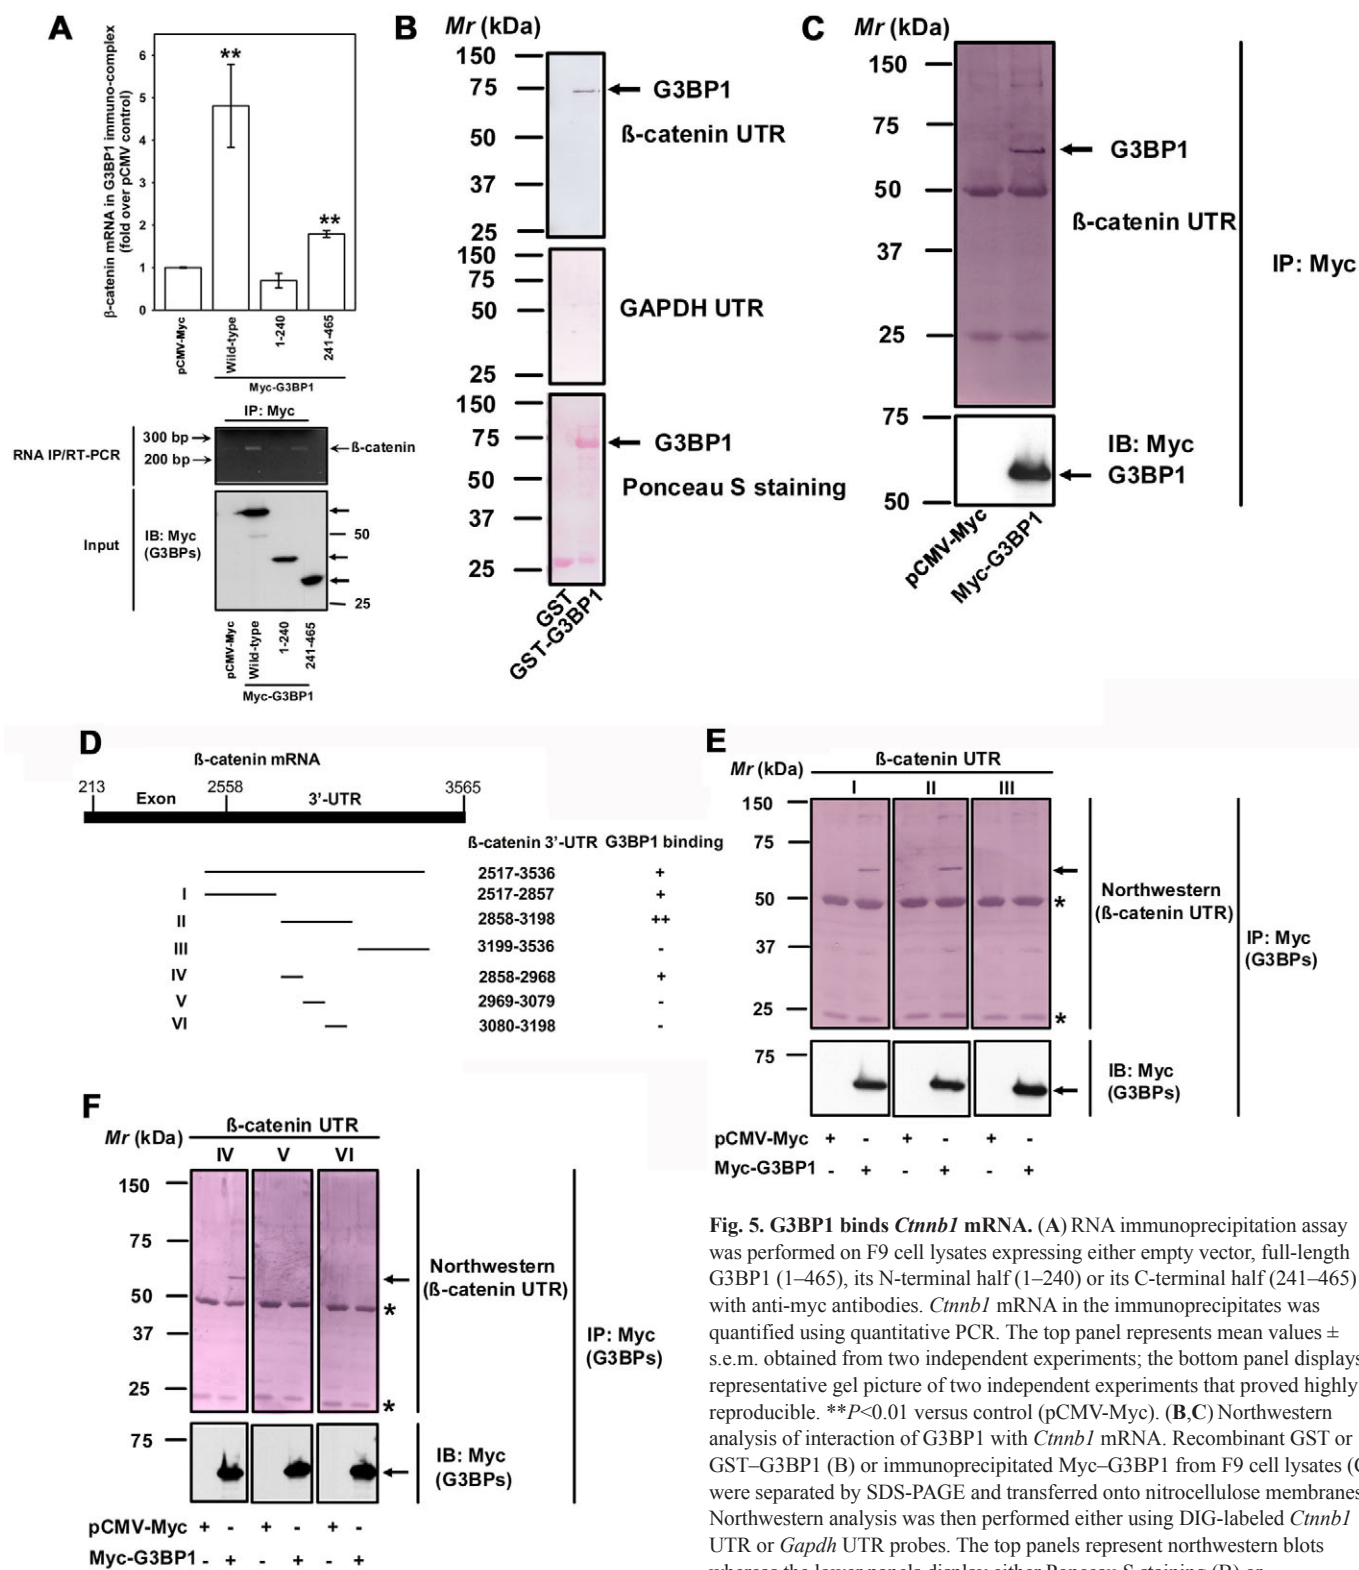 A
β-catenin mRNA in G3BP1 immuno-complex
(fold over pCMV control)
6
5
4
3
2
1
0
**
**
pCMV-Myc
Wild-type
1-240
241-465
Myc-G3BP1
IP: Myc
RNA IP/RT-PCR
300 bp
200 bp
ß-catenin
Input
IB: Myc
(G3BPs)
50
25
pCMV-Myc
Wild-type
1-240
241-465
Myc-G3BP1
B
Mr (kDa)
150
75
50
37
25
G3BP1
ß-catenin UTR
150
75
50
25
GAPDH UTR
150
75
50
37
25
G3BP1
Ponceau S staining
GST
GST-G3BP1
C
Mr (kDa)
150
75
50
37
25
G3BP1
ß-catenin UTR
IP: Myc
75
50
IB: Myc
G3BP1
pCMV-Myc
Myc-G3BP1
D
ß-catenin mRNA
213 2558 3565
Exon 3'-UTR
ß-catenin 3'-UTR G3BP1 binding
2517-3536 +
I 2517-2857 +
II 2858-3198 ++
III 3199-3536 -
IV 2858-2968 +
V 2969-3079 -
VI 3080-3198 -
E
ß-catenin UTR
Mr (kDa)
I II III
150
75
50
37
25
*
*
Northwestern
(ß-catenin UTR)
IP: Myc
(G3BPs)
75
IB: Myc
(G3BPs)
pCMV-Myc + - + - + -
Myc-G3BP1 - + - + - +
F
ß-catenin UTR
Mr (kDa)
IV V VI
150
75
50
37
25
*
*
Northwestern
(ß-catenin UTR)
IP: Myc
(G3BPs)
75
IB: Myc
(G3BPs)
pCMV-Myc + - + - + -
Myc-G3BP1 - + - + - +
Fig. 5. G3BP1 binds Ctnnb1 mRNA. (A) RNA immunoprecipitation assay
was performed on F9 cell lysates expressing either empty vector, full-length
G3BP1 (1–465), its N-terminal half (1–240) or its C-terminal half (241–465)
with anti-myc antibodies. Ctnnb1 mRNA in the immunoprecipitates was
quantified using quantitative PCR. The top panel represents mean values ±
s.e.m. obtained from two independent experiments; the bottom panel displays
representative gel picture of two independent experiments that proved highly
reproducible. **P<0.01 versus control (pCMV-Myc). (B,C) Northwestern
analysis of interaction of G3BP1 with Ctnnb1 mRNA. Recombinant GST or
GST–G3BP1 (B) or immunoprecipitated Myc–G3BP1 from F9 cell lysates (C
were separated by SDS-PAGE and transferred onto nitrocellulose membranes
Northwestern analysis was then performed either using DIG-labeled Ctnnb1
UTR or Gapdh UTR probes. The top panels represent northwestern blots
whereas the lower panels display either Ponceau S staining (B) or